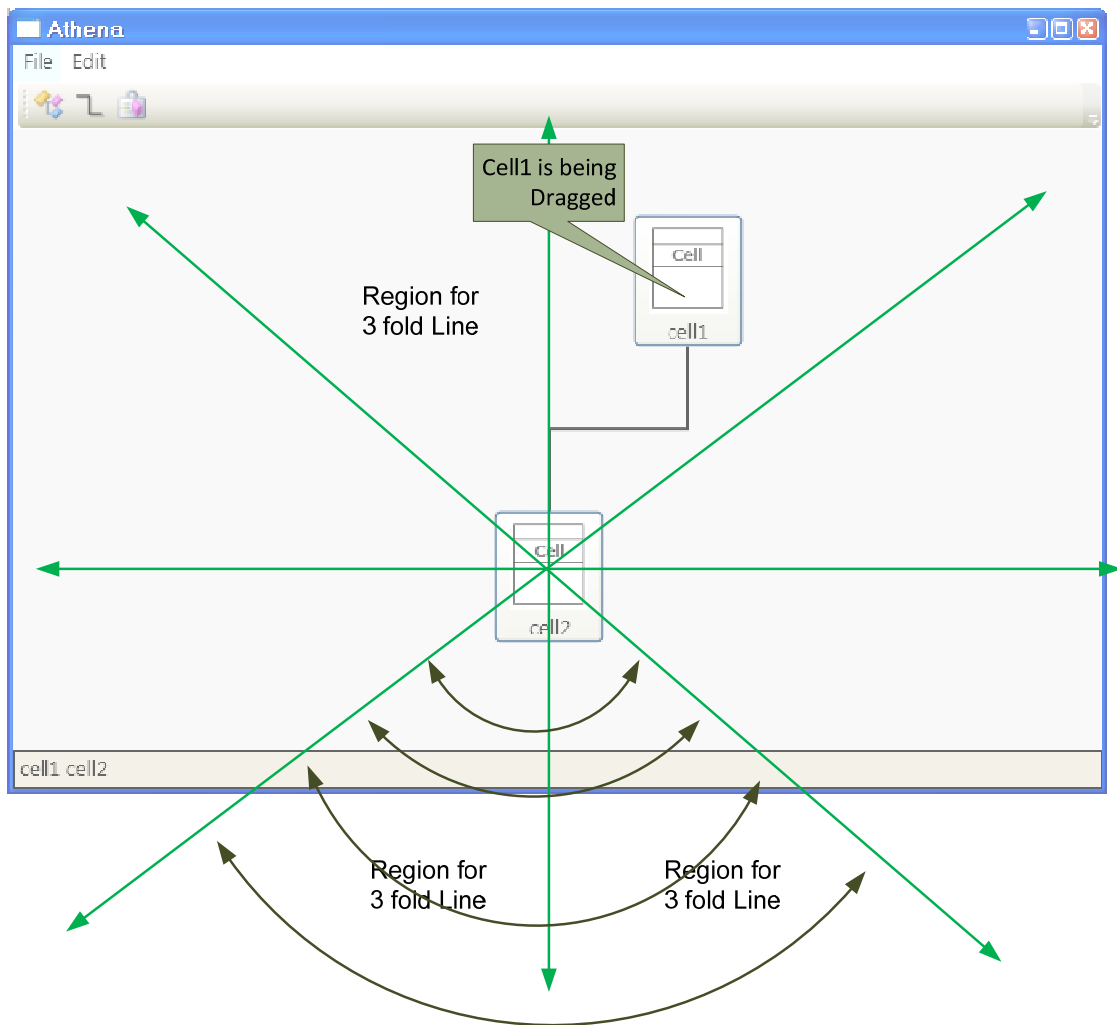 Athena
File Edit
Cell1 is being
Dragged
Cell
cell1
Region for
3 fold Line
Cell
cell2
cell1 cell2
Region for
3 fold Line
Region for
3 fold Line